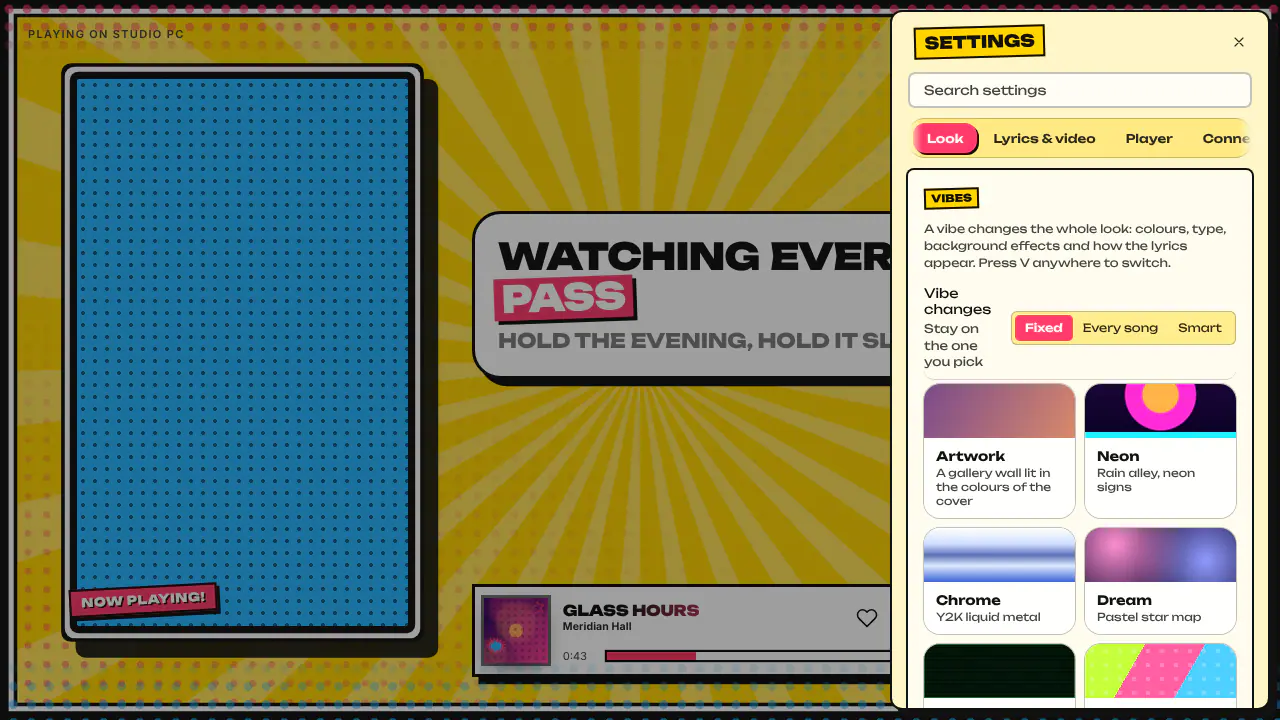 PLAYING ON STUDIO PC
WATCHING EVER
PASS
HOLD THE EVENING, HOLD IT SL
NOW PLAYING!
GLASS HOURS
Meridian Hall
0:43
SETTINGS
Search settings
Look Lyrics & video Player Conne
VIBES
A vibe changes the whole look: colours, type,
background effects and how the lyrics
appear. Press V anywhere to switch.
Vibe
changes
Stay on
the one
you pick
Fixed Every song Smart
Artwork
A gallery wall lit in
the colours of the
cover
Neon
Rain alley, neon
signs
Chrome
Y2K liquid metal
Dream
Pastel star map